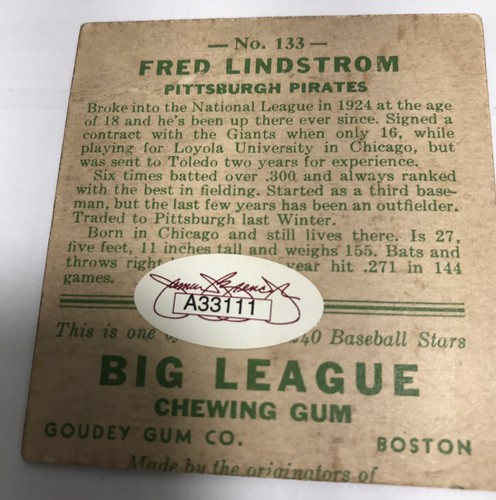 — No. 133 —
FRED LINDSTROM
PITTSBURGH PIRATES
Broke into the National League in 1924 at the age
of 18 and he's been up there ever since. Signed a
contract with the Giants when only 16, while
playing for Loyola University in Chicago, but
was sent to Toledo two years for experience.
Six times batted over .300 and always ranked
with the best in fielding. Started as a third base-
man, but the last few years has been an outfielder.
Traded to Pittsburgh last Winter.
Born in Chicago and still lives there. Is 27,
five feet, 11 inches tall and weighs 155. Bats and
throws right year hit .271 in 144
games.
A33111
This is one of 240 Baseball Stars
BIG LEAGUE
CHEWING GUM
GOUDEY GUM CO. BOSTON
Made by the originators of